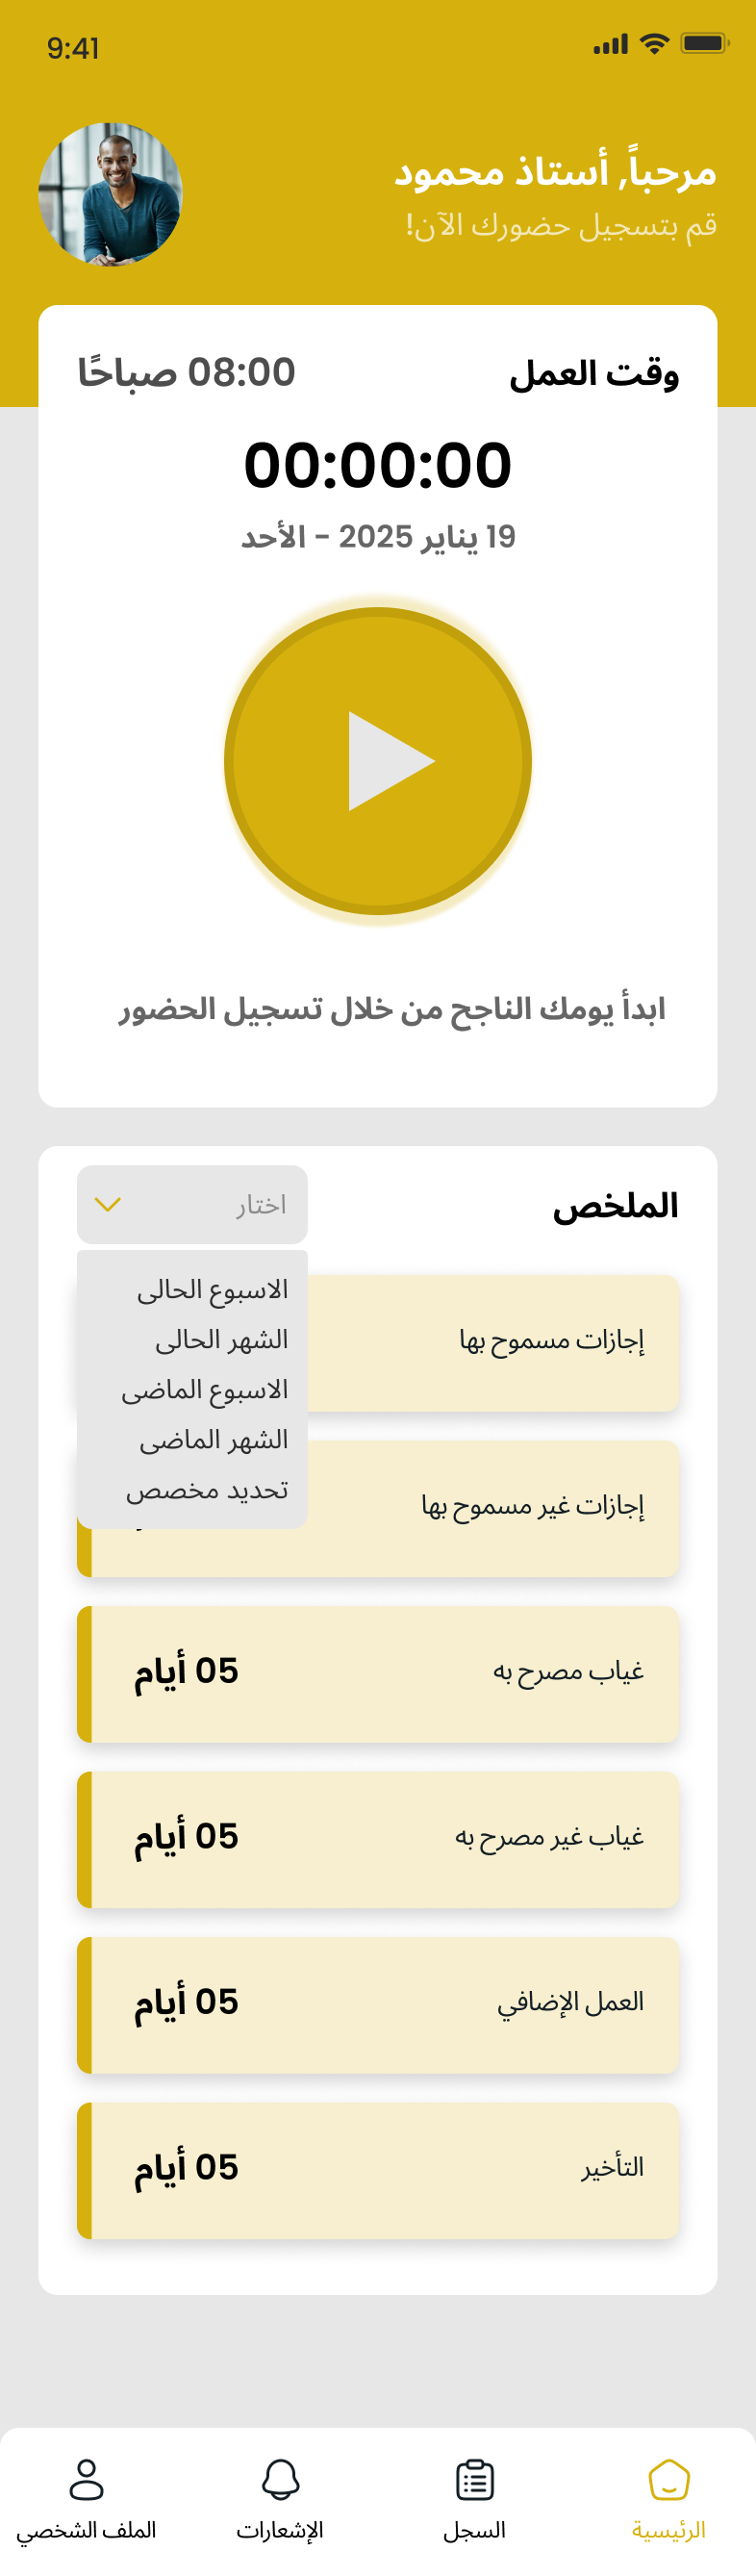 9:41
مرحباً, أستاذ محمود
قم بتسجيل حضورك الآن!
وقت العمل
08:00 صباحًا
00:00:00
19 يناير 2025 - الأحد
ابدأ يومك الناجح من خلال تسجيل الحضور
الملخص
اختار
الاسبوع الحالى
الشهر الحالى
الاسبوع الماضى
الشهر الماضى
تحديد مخصص
إجازات مسموح بها
إجازات غير مسموح بها
غياب مصرح به
05 أيام
غياب غير مصرح به
05 أيام
العمل الإضافي
05 أيام
التأخير
05 أيام
الرئيسية
السجل
الإشعارات
الملف الشخصي